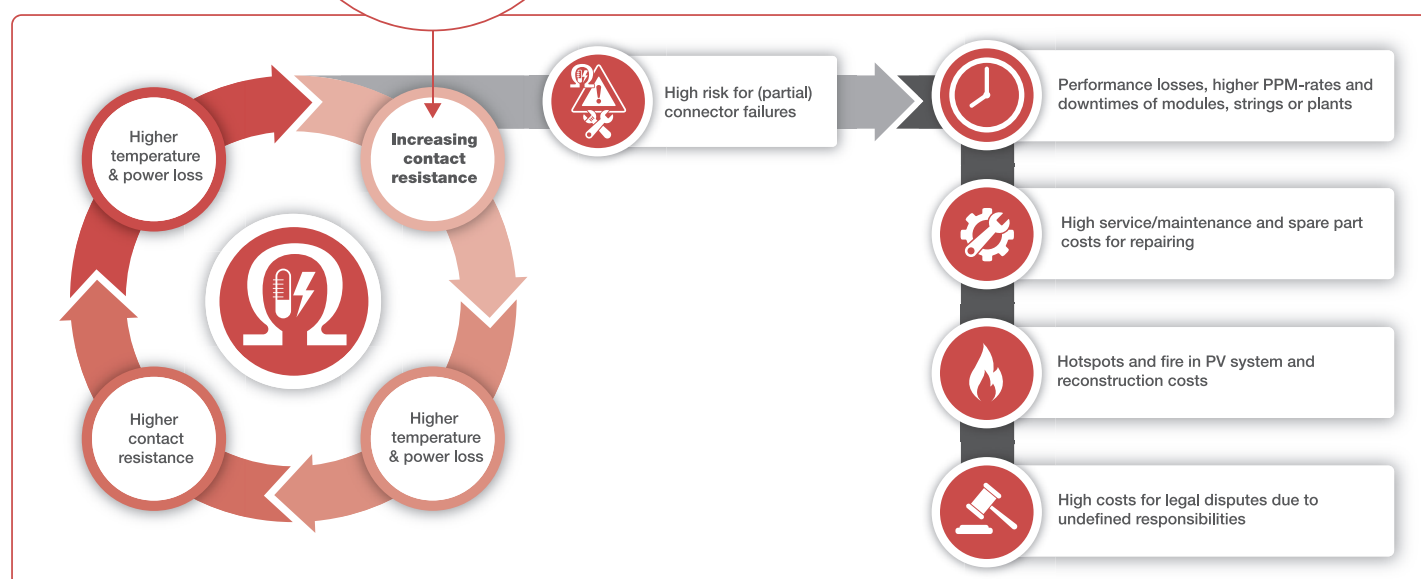 Higher
temperature
& power loss
Increasing
contact
resistance
Higher
temperature
& power loss
Higher
contact
resistance
High risk for (partial)
connector failures
Performance losses, higher PPM-rates and
downtimes of modules, strings or plants
High service/maintenance and spare part
costs for repairing
Hotspots and fire in PV system and
reconstruction costs
High costs for legal disputes due to
undefined responsibilities